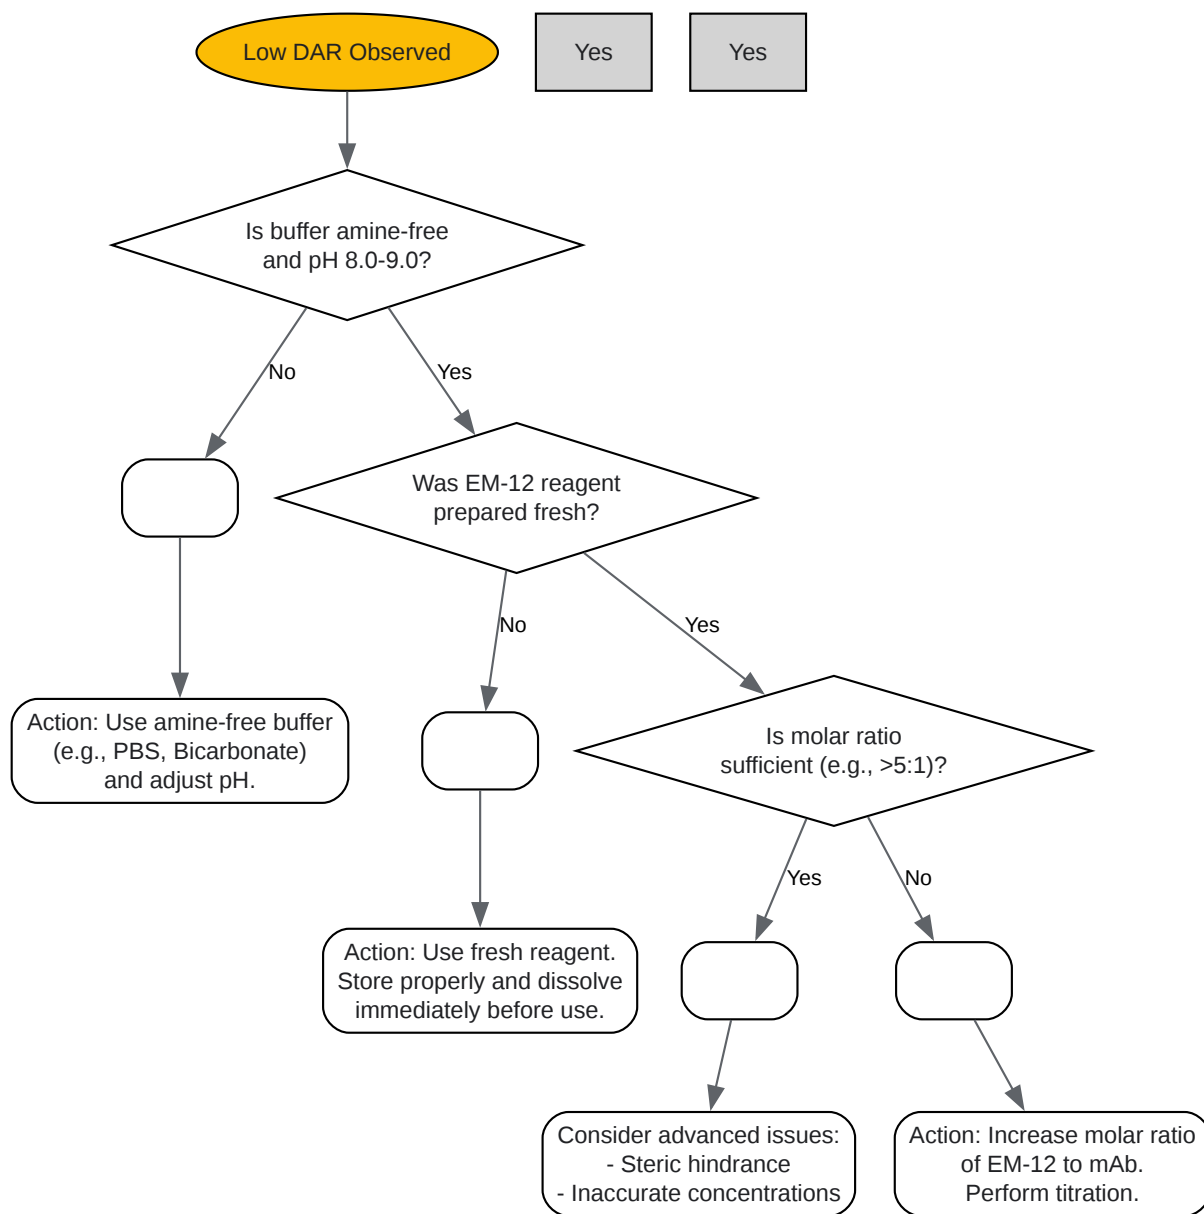 Low DAR Observed
Yes
Yes
Is buffer amine-free
and pH 8.0-9.0?
No
Yes
Was EM-12 reagent
prepared fresh?
No
Yes
Action: Use amine-free buffer
(e.g., PBS, Bicarbonate)
and adjust pH.
Is molar ratio
sufficient (e.g., >5:1)?
Yes
No
Action: Use fresh reagent.
Store properly and dissolve
immediately before use.
Consider advanced issues:
- Steric hindrance
- Inaccurate concentrations
Action: Increase molar ratio
of EM-12 to mAb.
Perform titration.